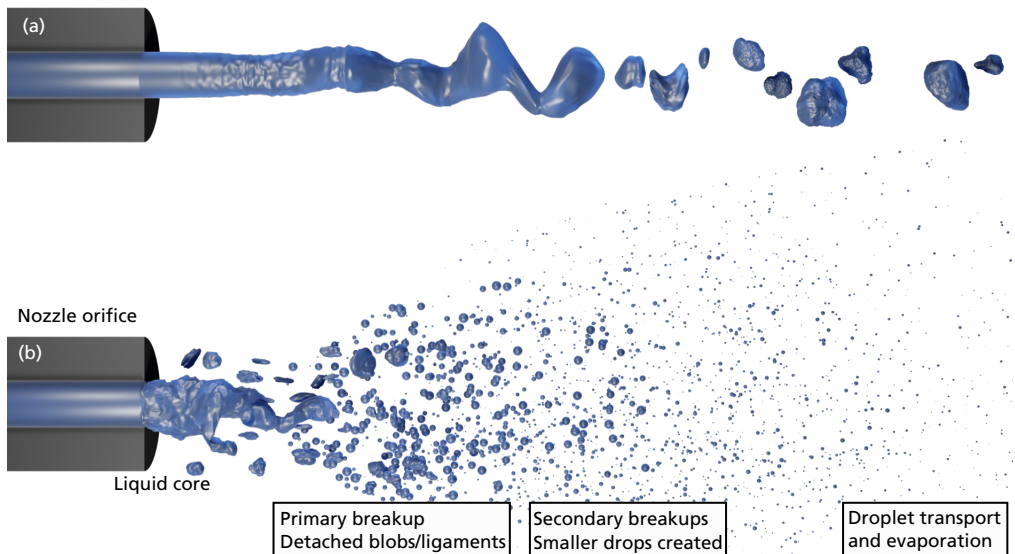 (a)
Nozzle orifice
(b)
Liquid core
Primary breakup
Detached blobs/ligaments
Secondary breakups
Smaller drops created
Droplet transport
and evaporation